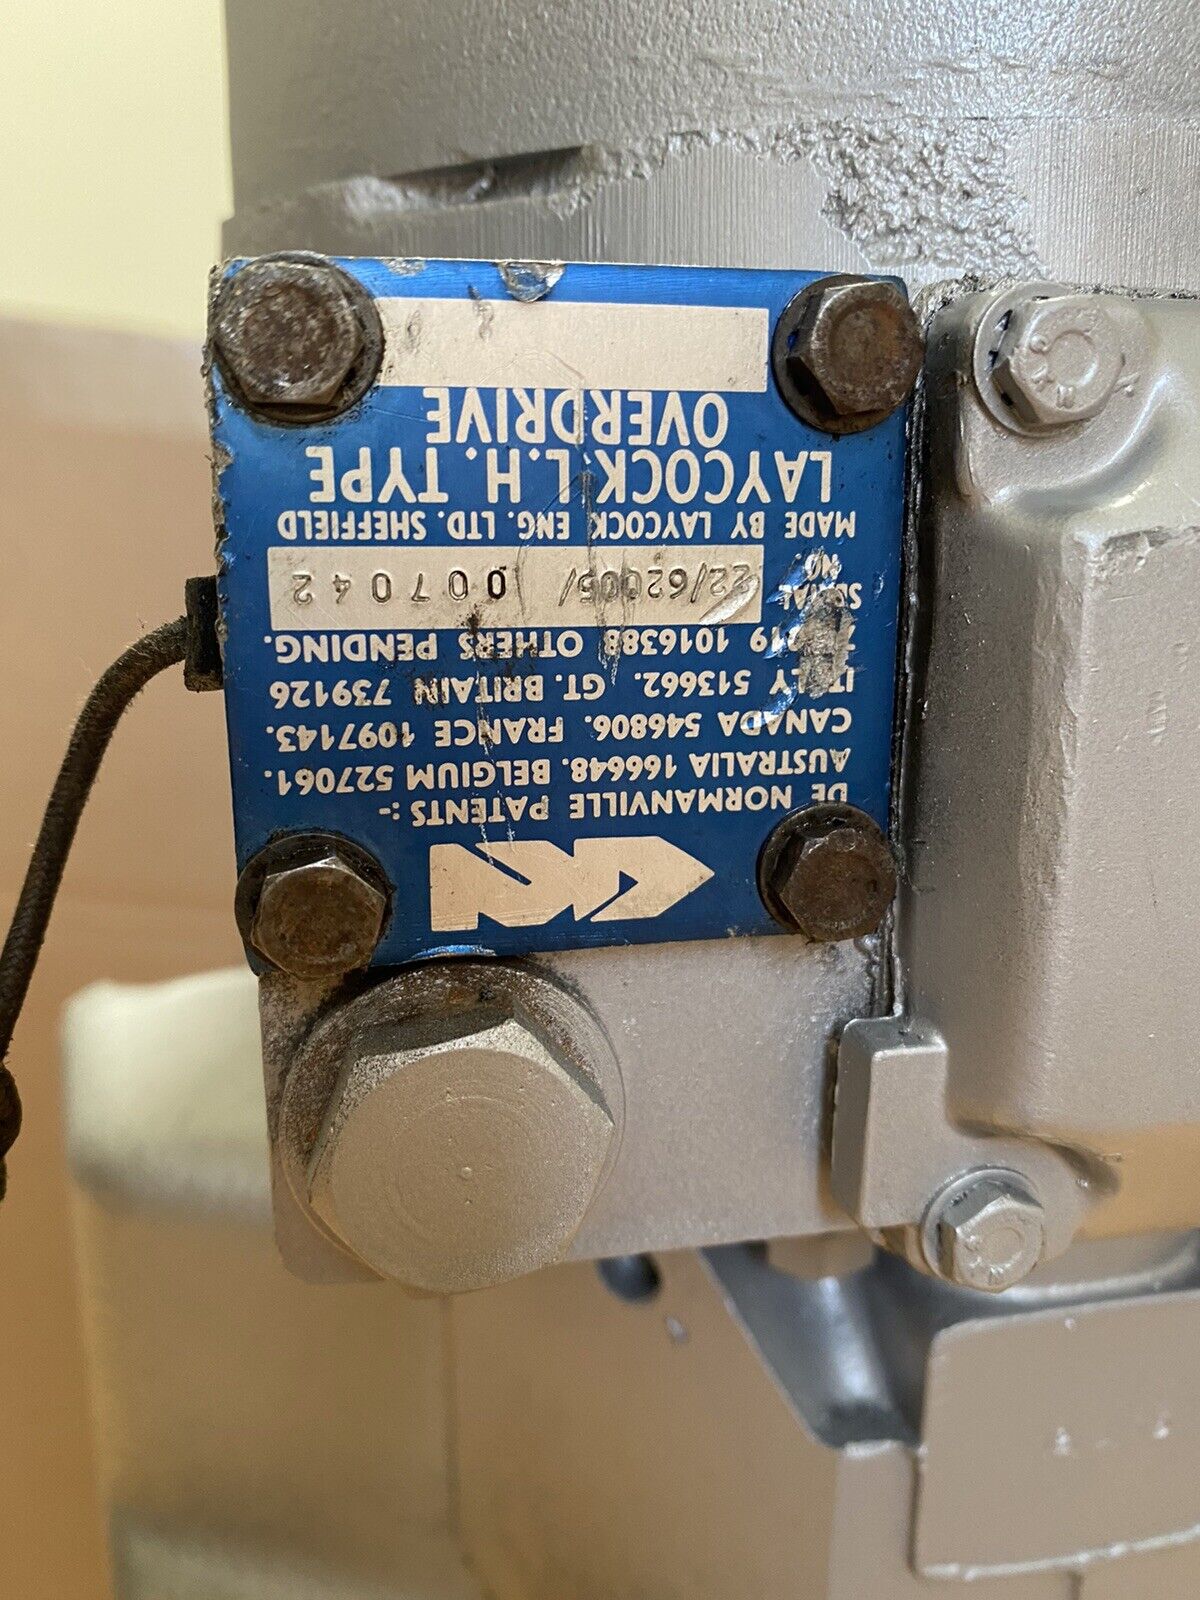 DE NORMANVILLE PATENTS:-
AUSTRALIA 166648. BELGIUM 527061.
CANADA 546806. FRANCE 1097143.
ITALY 513662. GT. BRITAIN 739126
1016388 OTHERS PENDING.
SERIAL NO. 22/62005/ 007042
MADE BY LAYCOCK ENG. LTD. SHEFFIELD
LAYCOCK.L.H. TYPE
OVERDRIVE